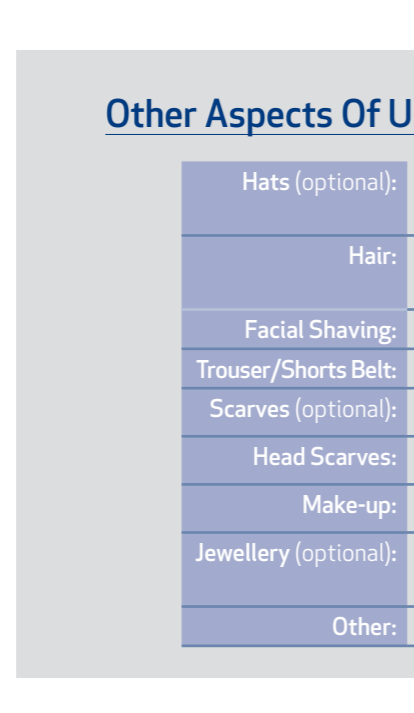 Other Aspects Of U
Hats (optional):
Hair:
Facial Shaving:
Trouser/Shorts Belt:
Scarves (optional):
Head Scarves:
Make-up:
Jewellery (optional):
Other: